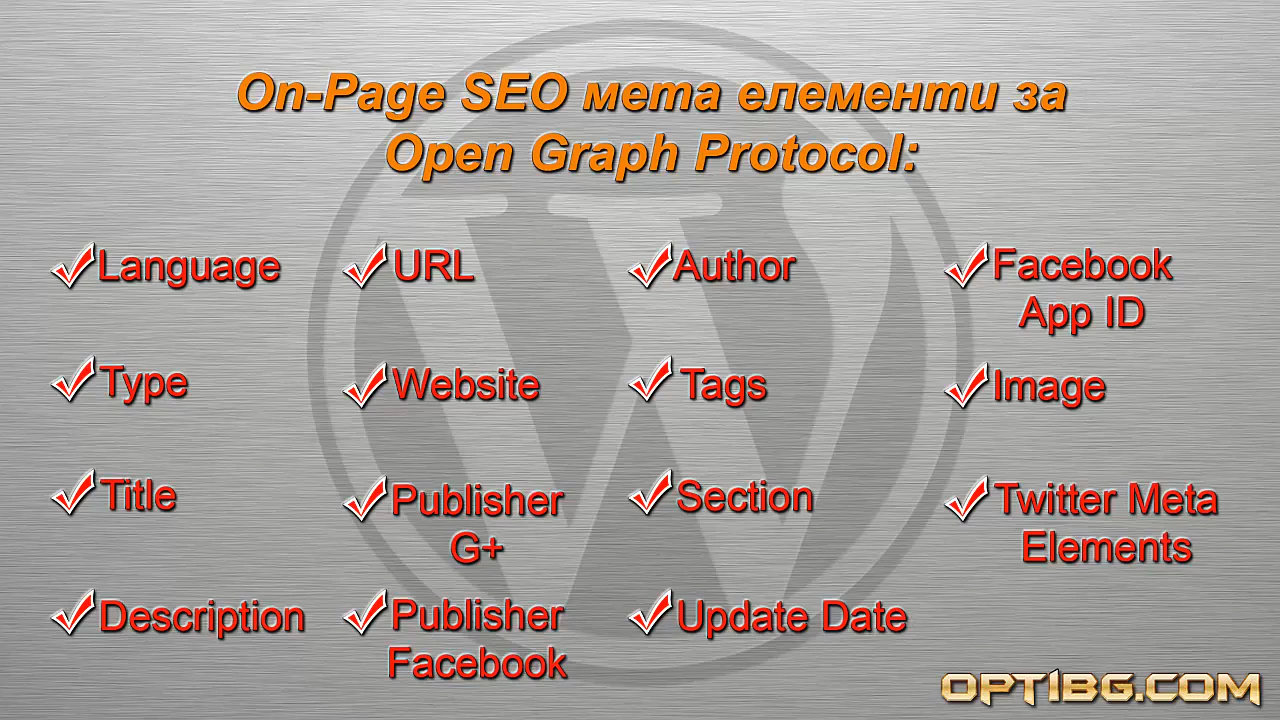 On-Page SEO мета елементи за
Open Graph Protocol:
Language
URL
Author
Facebook
App ID
Type
Website
Tags
Image
Title
Publisher
G+
Section
Twitter Meta
Elements
Description
Publisher
Facebook
Update Date
OPT1BG.COM